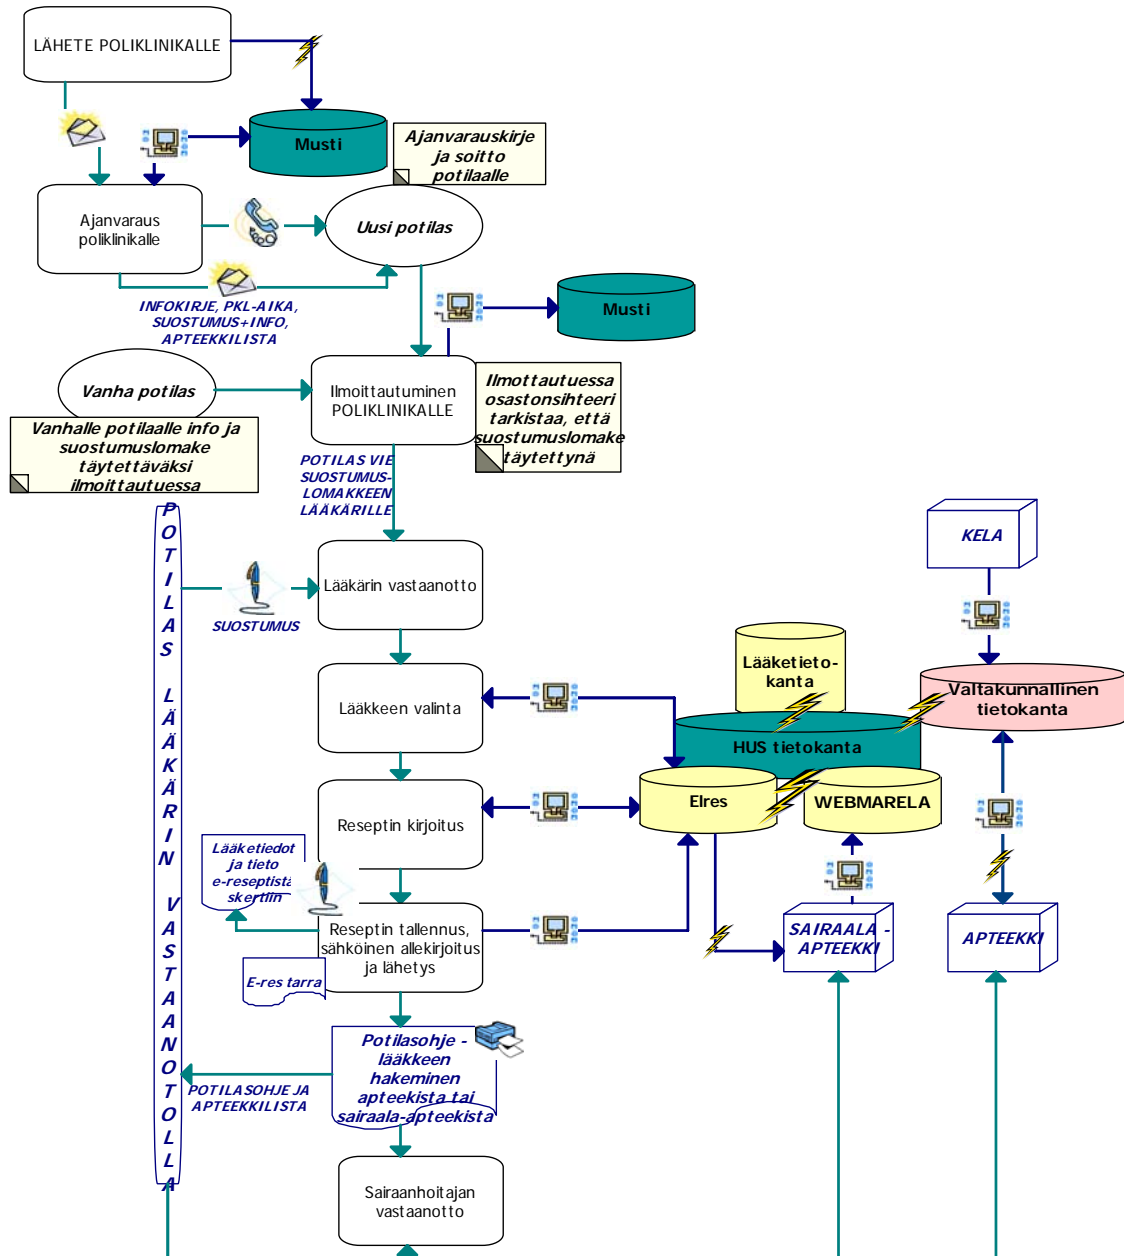 LÄHETE POLIKLINIKALLE
Musti
Ajanvarauskirje
ja soitto
potilaalle
Ajanvaraus
poliklinikalle
Uusi potilas
INFOKIRJE, PKL-AIKA,
SUOSTUMUS+INFO,
APTEEKKILISTA
Musti
Vanha potilas
Ilmoittautuminen
POLIKLINIKALLE
Ilmottautuessa
osastonsihteeri
tarkistaa, että
suostumuslomake
täytettynä
Vanhalle potilaalle info ja
suostumuslomake
täytettäväksi
ilmoittautuessa
POTILAS VIE
SUOSTUMUS-
LOMAKKEEN
LÄÄKÄRILLE
POTILAS LÄÄKÄRIN VASTAANOTOLLA
KELA
Lääkärin vastaanotto
SUOSTUMUS
Lääketieto-
kanta
Valtakunnallinen
tietokanta
Lääkkeen valinta
HUS tietokanta
Elres
WEBMARELA
Reseptin kirjoitus
Lääketiedot
ja tieto
e-reseptistä
skertiin
Reseptin tallennus,
sähköinen allekirjoitus
ja lähetys
SAIRAALA -
APTEEKKI
APTEEKKI
E-res tarra
Potilasohje -
lääkkeen
hakeminen
apteekista tai
sairaala-apteekista
POTILASOHJE JA
APTEEKKILISTA
Sairaanhoitajan
vastaanotto